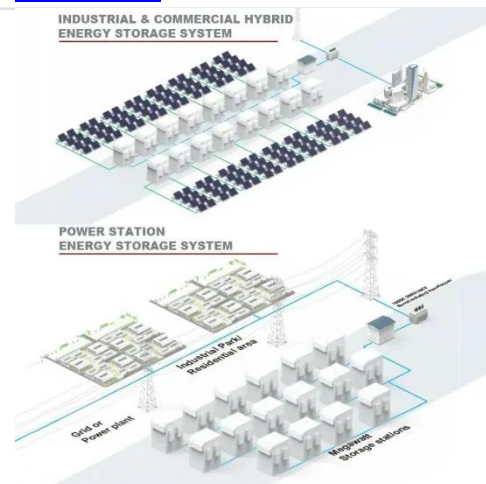 INDUSTRIAL & COMMERCIAL HYBRID
ENERGY STORAGE SYSTEM
POWER STATION
ENERGY STORAGE SYSTEM
Industrial Park/
Residential area
Grid or
Power plant
Megawatt
Storage stations